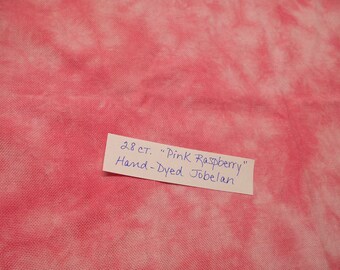 28 ct. "Pink Raspberry"
Hand-Dyed Jobelan